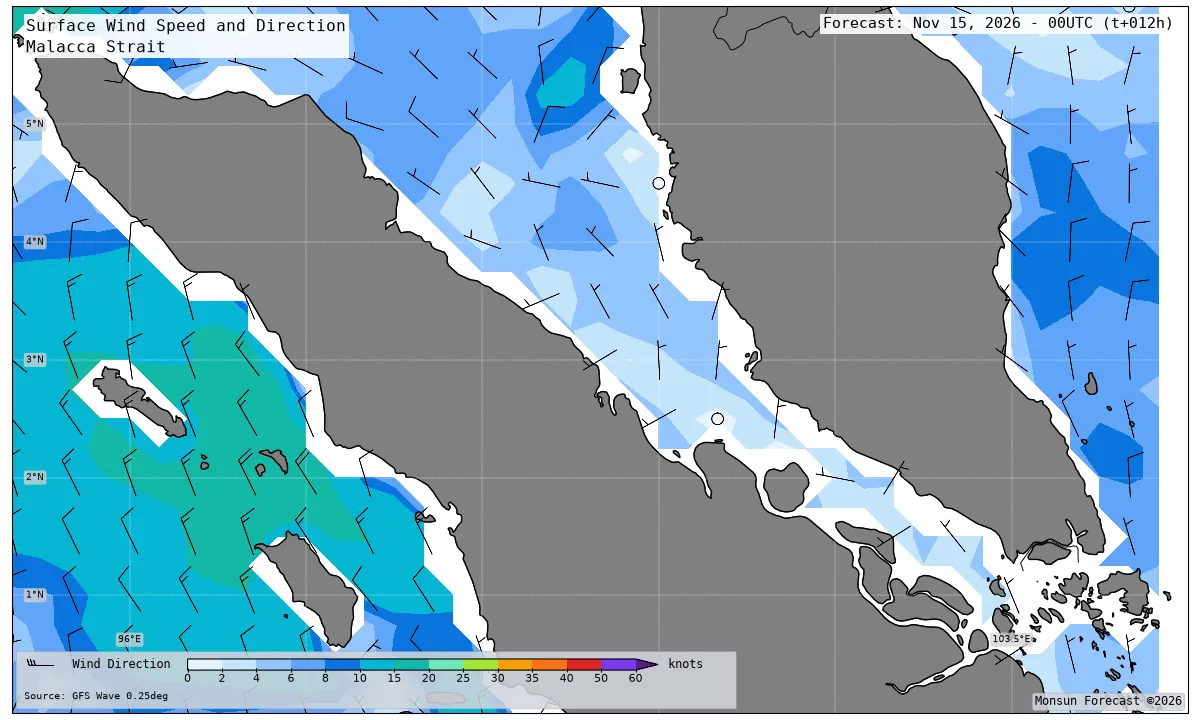 Surface Wind Speed and Direction
Malacca Strait
Forecast: Nov 15, 2026 - 00UTC (t+012h)
5°N
4°N
3°N
2°N
1°N
96°E
103.5°E
Wind Direction
knots
0 2 4 6 8 10 15 20 25 30 35 40 50 60
Source: GFS Wave 0.25deg
Monsun Forecast ©2026